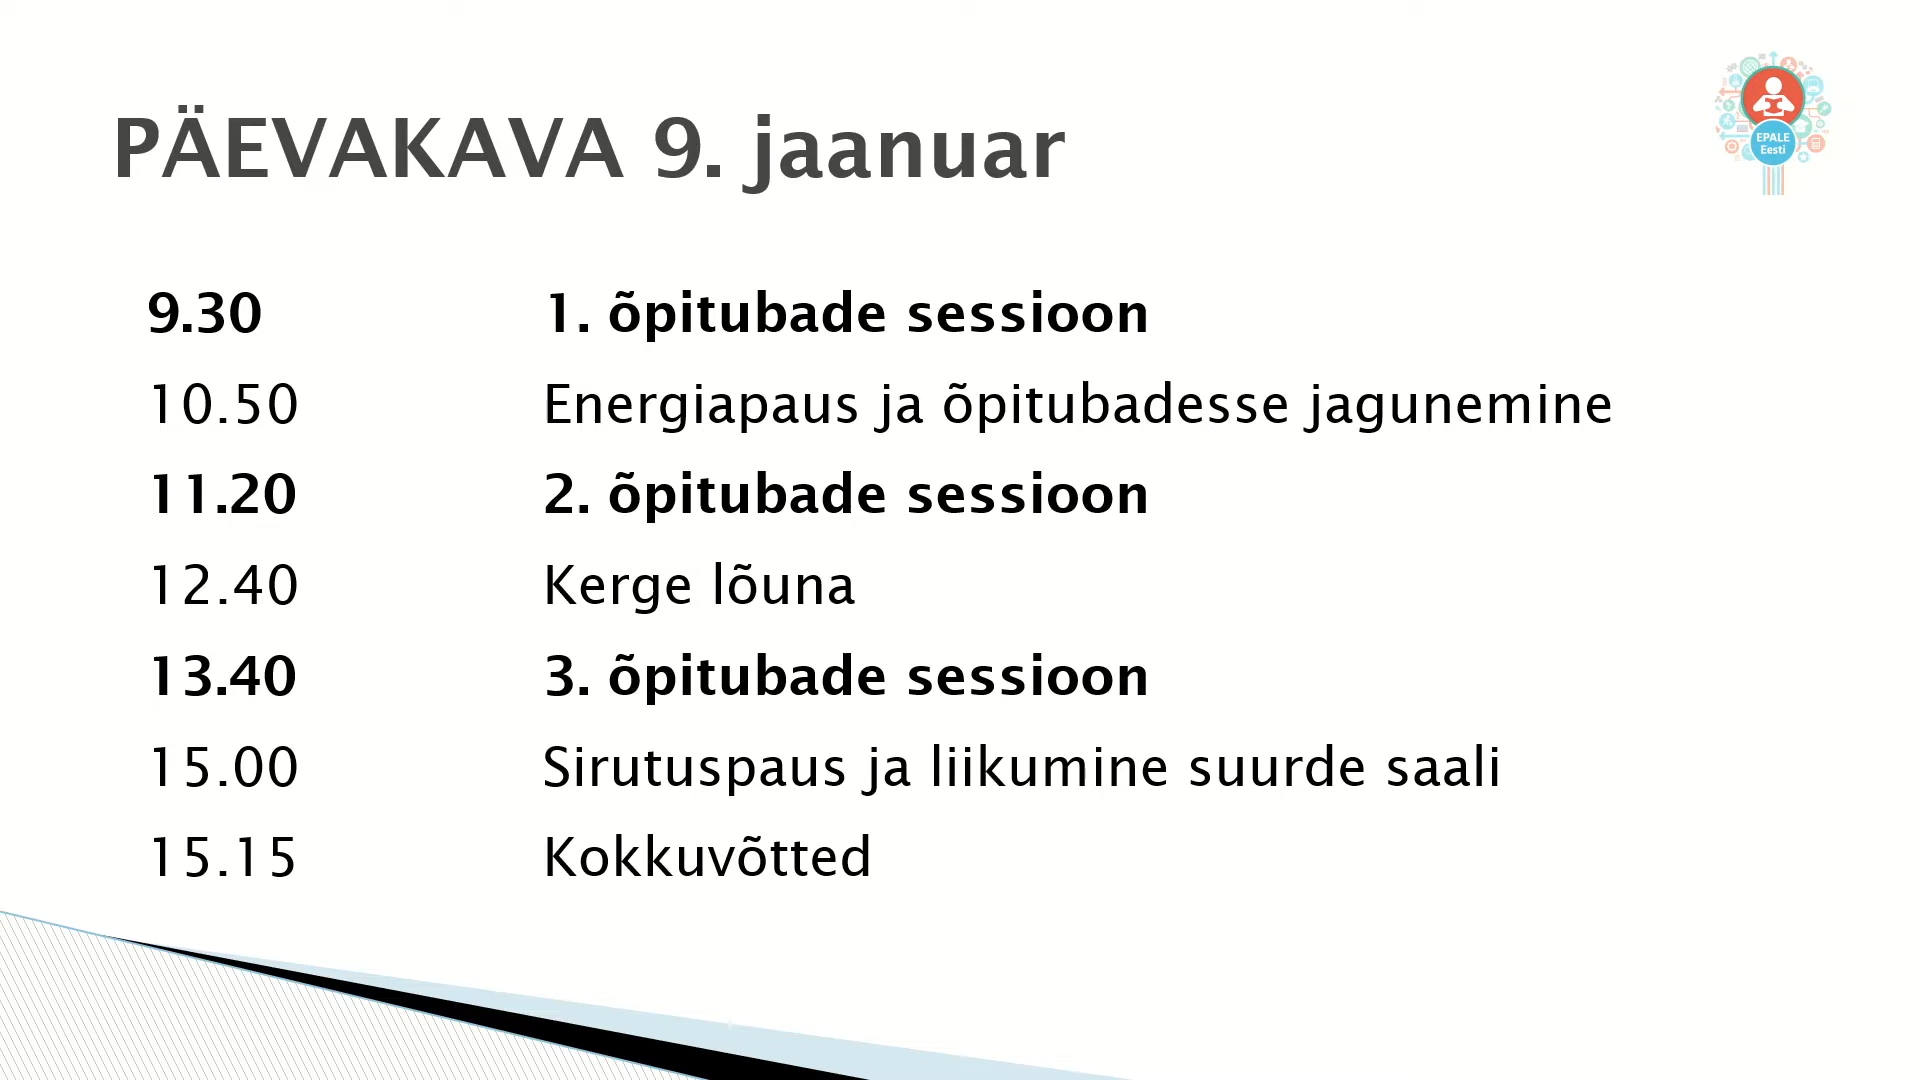 PÄEVAKAVA 9. jaanuar
EPALE
Eesti
9.30 1. õpitubade sessioon
10.50 Energiapaus ja õpitubadesse jagunemine
11.20 2. õpitubade sessioon
12.40 Kerge lõuna
13.40 3. õpitubade sessioon
15.00 Sirutuspaus ja liikumine suurde saali
15.15 Kokkuvõtted